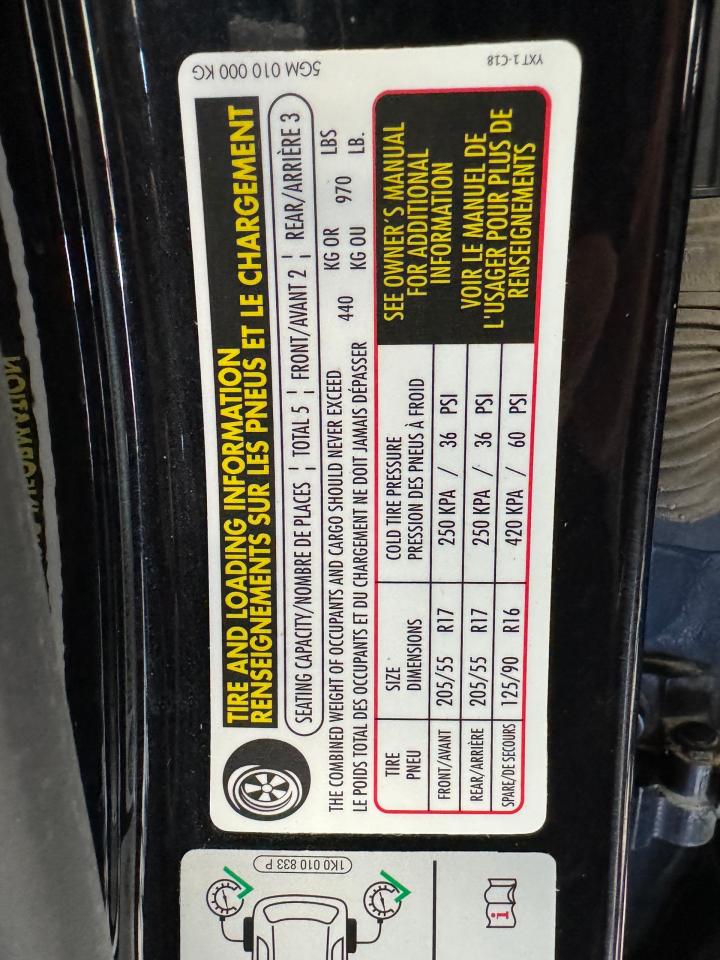 5GM 010 000 KG
YXT 1-C18
TIRE AND LOADING INFORMATION
RENSEIGNEMENTS SUR LES PNEUS ET LE CHARGEMENT
SEATING CAPACITY/NOMBRE DE PLACES ¦ TOTAL 5 ¦ FRONT/AVANT 2 ¦ REAR/ARRIÈRE 3
THE COMBINED WEIGHT OF OCCUPANTS AND CARGO SHOULD NEVER EXCEED 440 KG OR 970 LBS
LE POIDS TOTAL DES OCCUPANTS ET DU CHARGEMENT NE DOIT JAMAIS DÉPASSER KG OU LB.
TIRE SIZE COLD TIRE PRESSURE
PNEU DIMENSIONS PRESSION DES PNEUS À FROID
FRONT/AVANT 205/55 R17 250 KPA / 36 PSI
REAR/ARRIÈRE 205/55 R17 250 KPA / 36 PSI
SPARE/DE SECOURS 125/90 R16 420 KPA / 60 PSI
SEE OWNER'S MANUAL
FOR ADDITIONAL
INFORMATION
VOIR LE MANUEL DE
L'USAGER POUR PLUS DE
RENSEIGNEMENTS
1K0 010 833 P
i